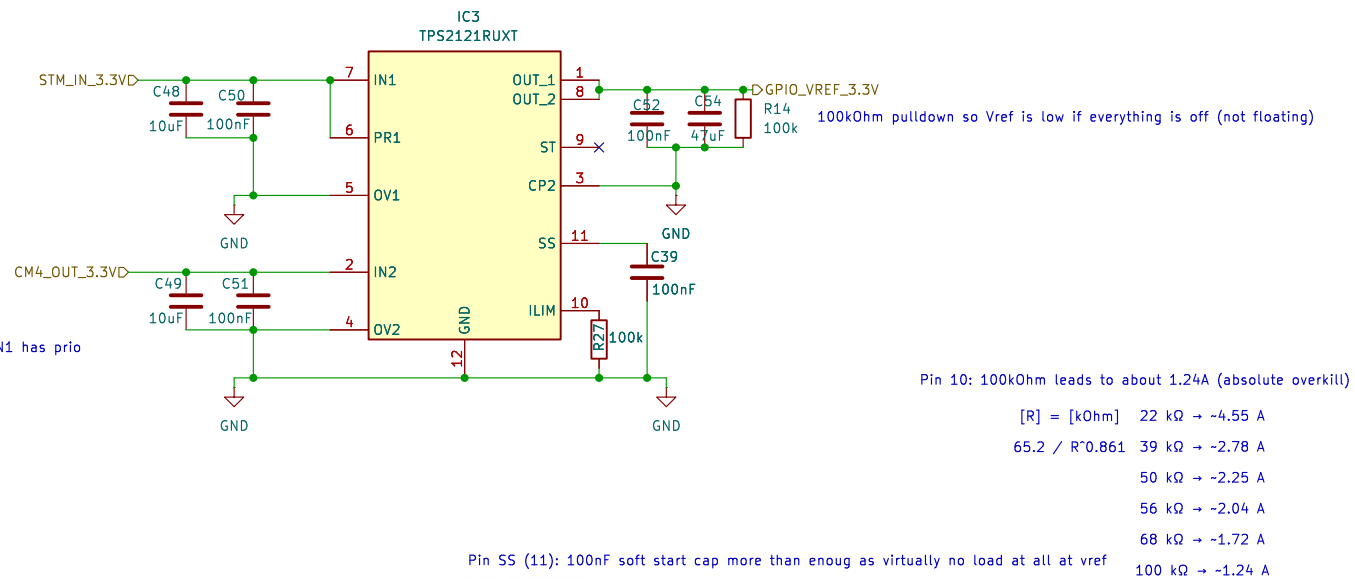 IC3
TPS2121RUXT
STM_IN_3.3V
C48
10uF
C50
100nF
7
IN1
6
PR1
5
OV1
GND
CM4_OUT_3.3V
C49
10uF
C51
100nF
2
IN2
4
OV2
GND
12
GND
N1 has prio
OUT_1
1
OUT_2
8
ST
9
CP2
3
SS
11
ILIM
10
C52
100nF
C54
47uF
R14
100k
GPIO_VREF_3.3V
100kOhm pulldown so Vref is low if everything is off (not floating)
GND
C39
100nF
R27
100k
GND
Pin 10: 100kOhm leads to about 1.24A (absolute overkill)
[R] = [kOhm] 22 kΩ → ~4.55 A
65.2 / R^0.861 39 kΩ → ~2.78 A
50 kΩ → ~2.25 A
56 kΩ → ~2.04 A
68 kΩ → ~1.72 A
100 kΩ → ~1.24 A
Pin SS (11): 100nF soft start cap more than enoug as virtually no load at all at vref